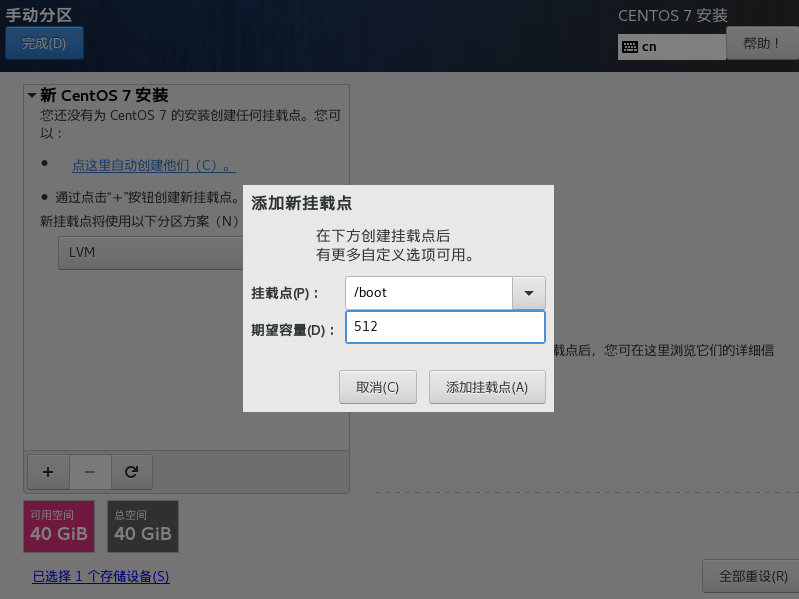 手动分区
CENTOS 7 安装
完成(D)
cn
帮助！
新 CentOS 7 安装
您还没有为 CentOS 7 的安装创建任何挂载点。您可
以：
点这里自动创建他们（C）。
通过点击“+”按钮创建新挂载点。
新挂载点将使用以下分区方案（N）
LVM
添加新挂载点
在下方创建挂载点后
有更多自定义选项可用。
挂载点(P)：
/boot
期望容量(D)：
512
取消(C)
添加挂载点(A)
载点后，您可在这里浏览它们的详细信
+
−
可用空间
40 GiB
总空间
40 GiB
已选择 1 个存储设备(S)
全部重设(R)